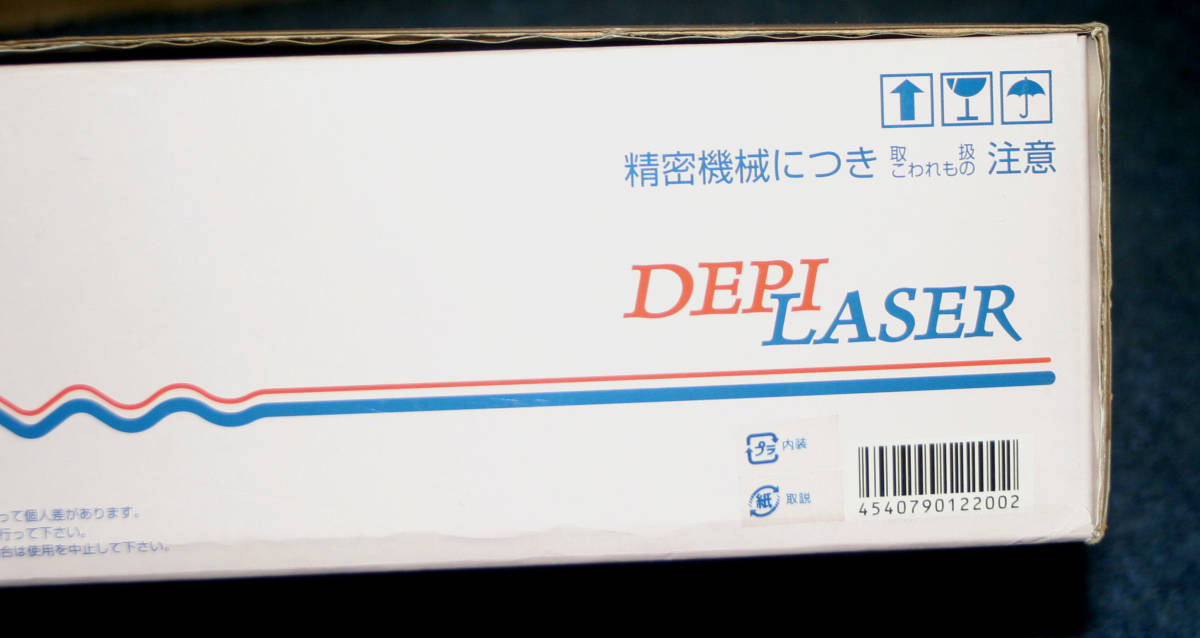 精密機械につき 取扱 こわれもの 注意
DEPI
LASER
プラ 内装
紙 取説
4540790122002
って個人差があります。
行って下さい。
合は使用を中止して下さい。